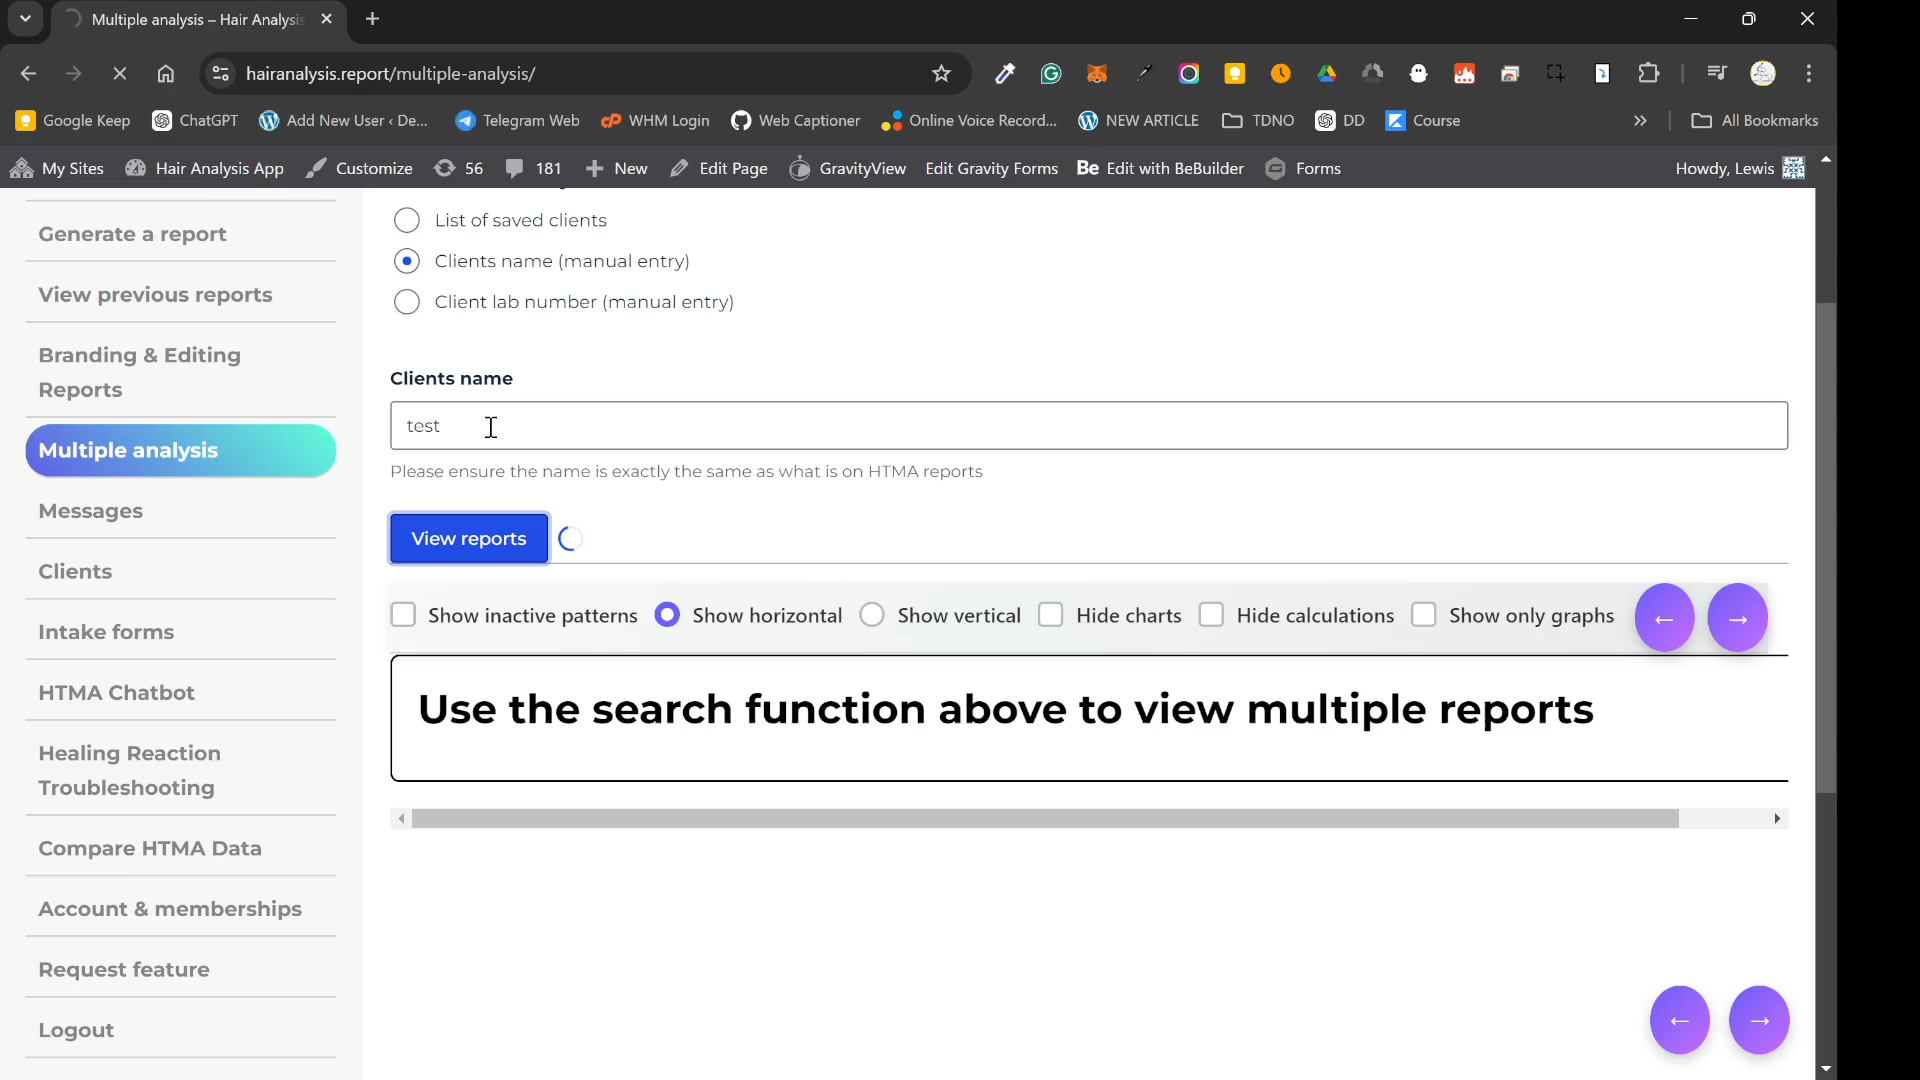 Multiple analysis – Hair Analysis
hairanalysis.report/multiple-analysis/
Google Keep
ChatGPT
Add New User ‹ De...
Telegram Web
WHM Login
Web Captioner
Online Voice Record...
NEW ARTICLE
TDNO
DD
Course
»
All Bookmarks
My Sites
Hair Analysis App
Customize
56
181
New
Edit Page
GravityView
Edit Gravity Forms
Be Edit with BeBuilder
Forms
Howdy, Lewis
Generate a report
View previous reports
Branding & Editing
Reports
Multiple analysis
Messages
Clients
Intake forms
HTMA Chatbot
Healing Reaction
Troubleshooting
Compare HTMA Data
Account & memberships
Request feature
Logout
List of saved clients
Clients name (manual entry)
Client lab number (manual entry)
Clients name
test
Please ensure the name is exactly the same as what is on HTMA reports
View reports
Show inactive patterns
Show horizontal
Show vertical
Hide charts
Hide calculations
Show only graphs
← →
Use the search function above to view multiple reports
← →